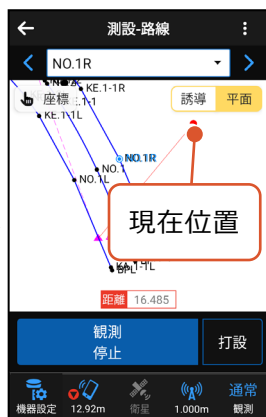 測設-路線
NO.1R
KE.1-1R
座標
誘導
平面
KE.1-1L
NO.1R
NO.1
NO.1L
現在位置
距離 16.485
観測
停止
打設
機器設定
12.92m
衛星
1.000m
通常
観測